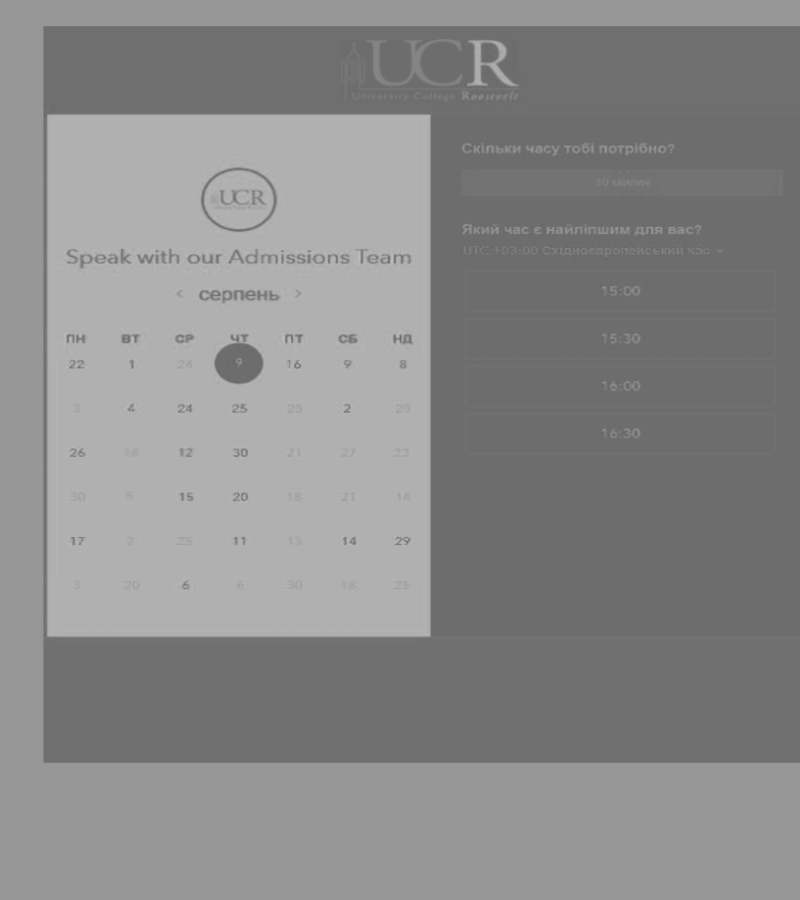 UCR
University College Roosevelt
UCR
Speak with our Admissions Team
< серпень >
ПН ВТ СР ЧТ ПТ СБ НД
22 1 24 9 16 9 8
3 4 24 25 28 2 20
26 18 12 30 21 27 22
30 5 15 20 18 21 14
17 2 25 11 13 14 29
3 20 6 6 30 18 25
Скільки часу тобі потрібно?
30 хвилин
Який час є найліпшим для вас?
UTC +03:00 Східноєвропейський час
15:00
15:30
16:00
16:30